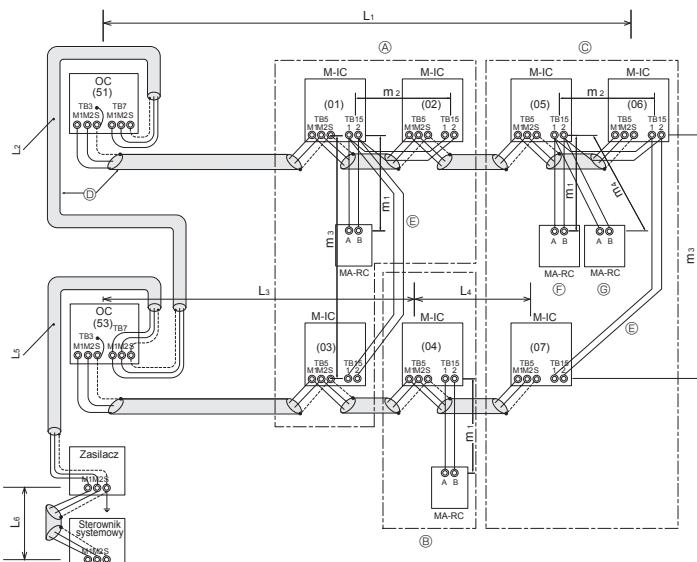 L1
Ⓐ
Ⓒ
OC
(51)
TB3
TB7
M1M2S
M1M2S
M-IC
(01)
TB5
M1M2S
TB15
1 2
m2
M-IC
(02)
TB5
M1M2S
TB15
1 2
M-IC
(05)
TB5
M1M2S
TB15
1 2
m2
M-IC
(06)
TB5
M1M2S
TB15
1 2
L2
Ⓓ
m1
m3
Ⓔ
A B
MA-RC
m1
m4
A B
MA-RC
Ⓕ
A B
MA-RC
Ⓖ
m3
Ⓔ
L3
L4
L5
OC
(53)
TB3
TB7
M1M2S
M1M2S
M-IC
(03)
TB5
M1M2S
TB15
1 2
M-IC
(04)
TB5
M1M2S
TB15
1 2
M-IC
(07)
TB5
M1M2S
TB15
1 2
m1
A B
MA-RC
Ⓑ
Zasilacz
M1M2S
L6
Sterownik
systemowy
M1M2S